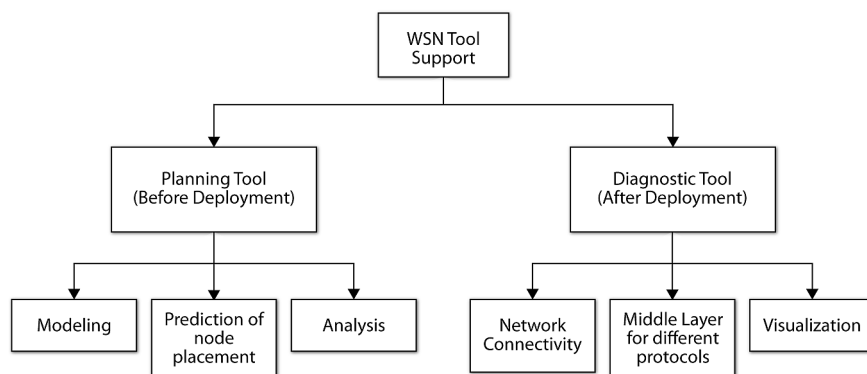 WSN Tool
Support
Planning Tool
(Before Deployment)
Diagnostic Tool
(After Deployment)
Modeling
Prediction of
node
placement
Analysis
Network
Connectivity
Middle Layer
for different
protocols
Visualization